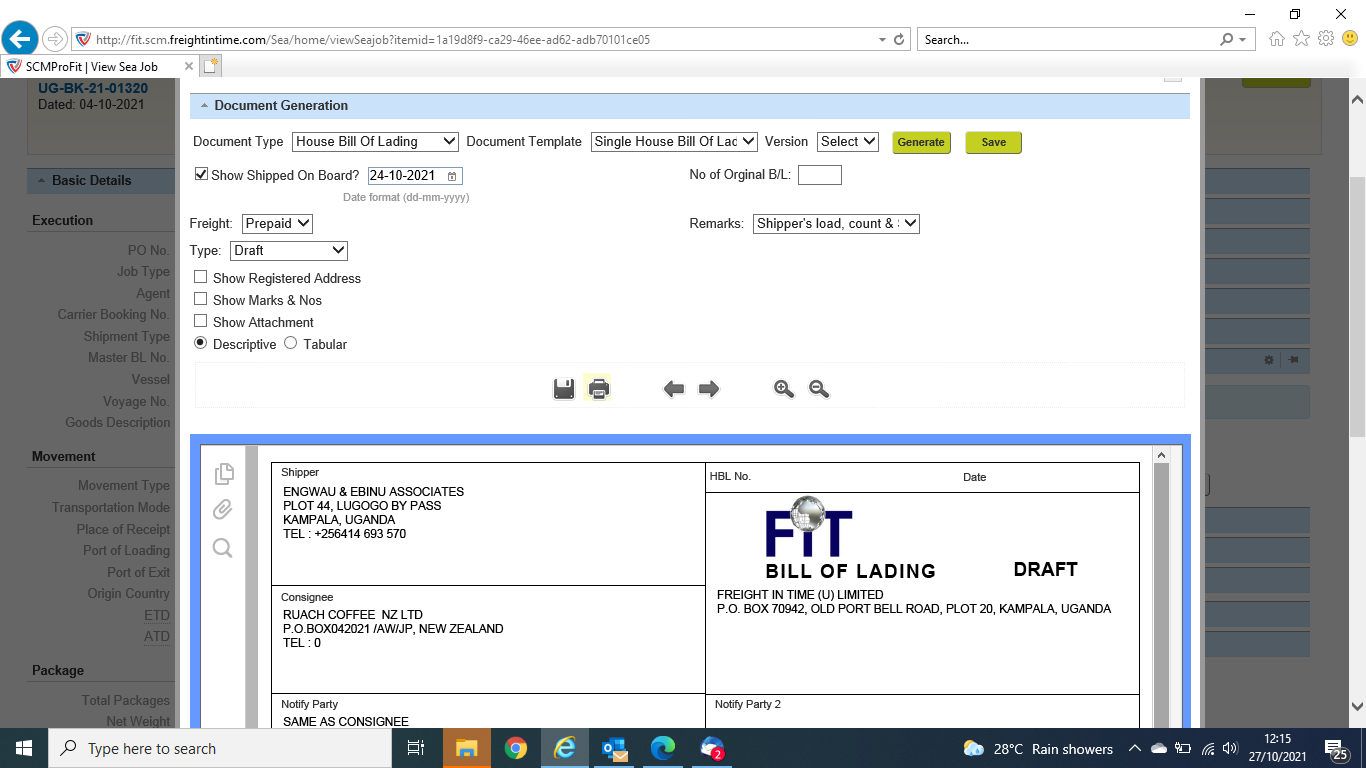 http://fit.scm.freightintime.com/Sea/home/viewSeajob?itemid=1a19d8f9-ca29-46ee-ad62-adb70101ce05
Search...
SCMProFit | View Sea Job
UG-BK-21-01320
Dated: 04-10-2021
Basic Details
Execution
PO No.
Job Type
Agent
Carrier Booking No.
Shipment Type
Master BL No.
Vessel
Voyage No.
Goods Description
Movement
Movement Type
Transportation Mode
Place of Receipt
Port of Loading
Port of Exit
Origin Country
ETD
ATD
Package
Total Packages
Net Weight
Document Generation
Document Type House Bill Of Lading Document Template Single House Bill Of Lac Version Select Generate Save
Show Shipped On Board? 24-10-2021 No of Orginal B/L:
Date format (dd-mm-yyyy)
Freight: Prepaid Remarks: Shipper's load, count &
Type: Draft
Show Registered Address
Show Marks & Nos
Show Attachment
Descriptive Tabular
Shipper
ENGWAU & EBINU ASSOCIATES
PLOT 44, LUGOGO BY PASS
KAMPALA, UGANDA
TEL : +256414 693 570
HBL No. Date
FiT
BILL OF LADING DRAFT
FREIGHT IN TIME (U) LIMITED
P.O. BOX 70942, OLD PORT BELL ROAD, PLOT 20, KAMPALA, UGANDA
Consignee
RUACH COFFEE NZ LTD
P.O.BOX042021 /AW/JP, NEW ZEALAND
TEL : 0
Notify Party
SAME AS CONSIGNEE
Notify Party 2
Type here to search
2
28°C Rain showers
12:15
27/10/2021
25